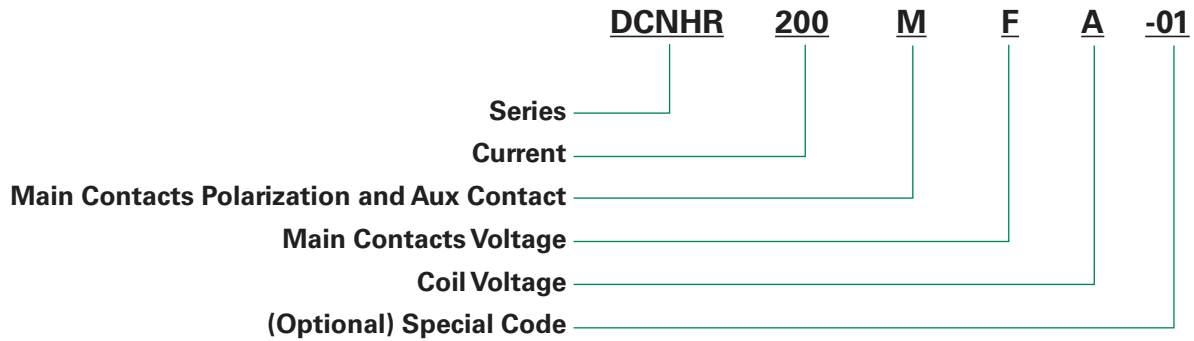 DCNHR 200 M F A -01
Series
Current
Main Contacts Polarization and Aux Contact
Main Contacts Voltage
Coil Voltage
(Optional) Special Code